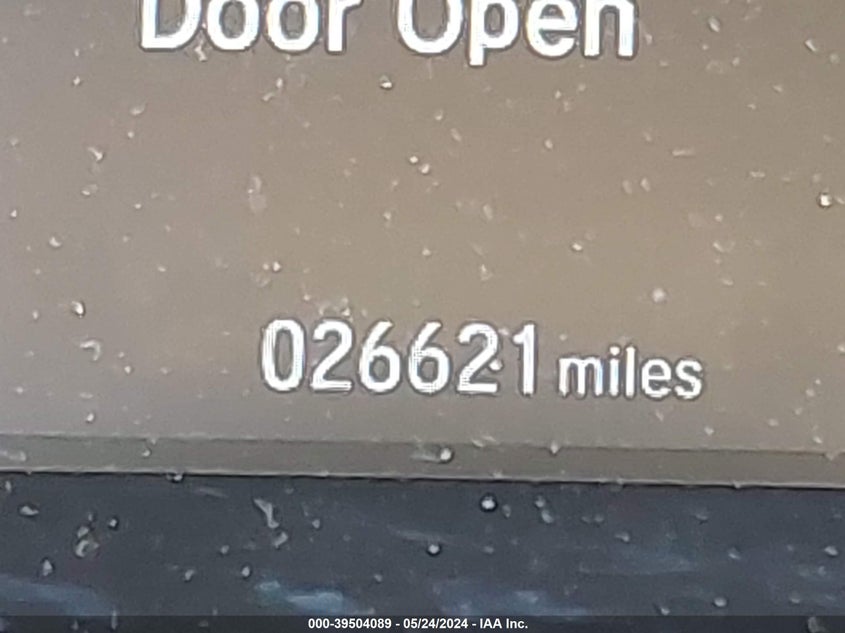 Door Open
026621 miles
000-39504089 - 05/24/2024 - IAA Inc.